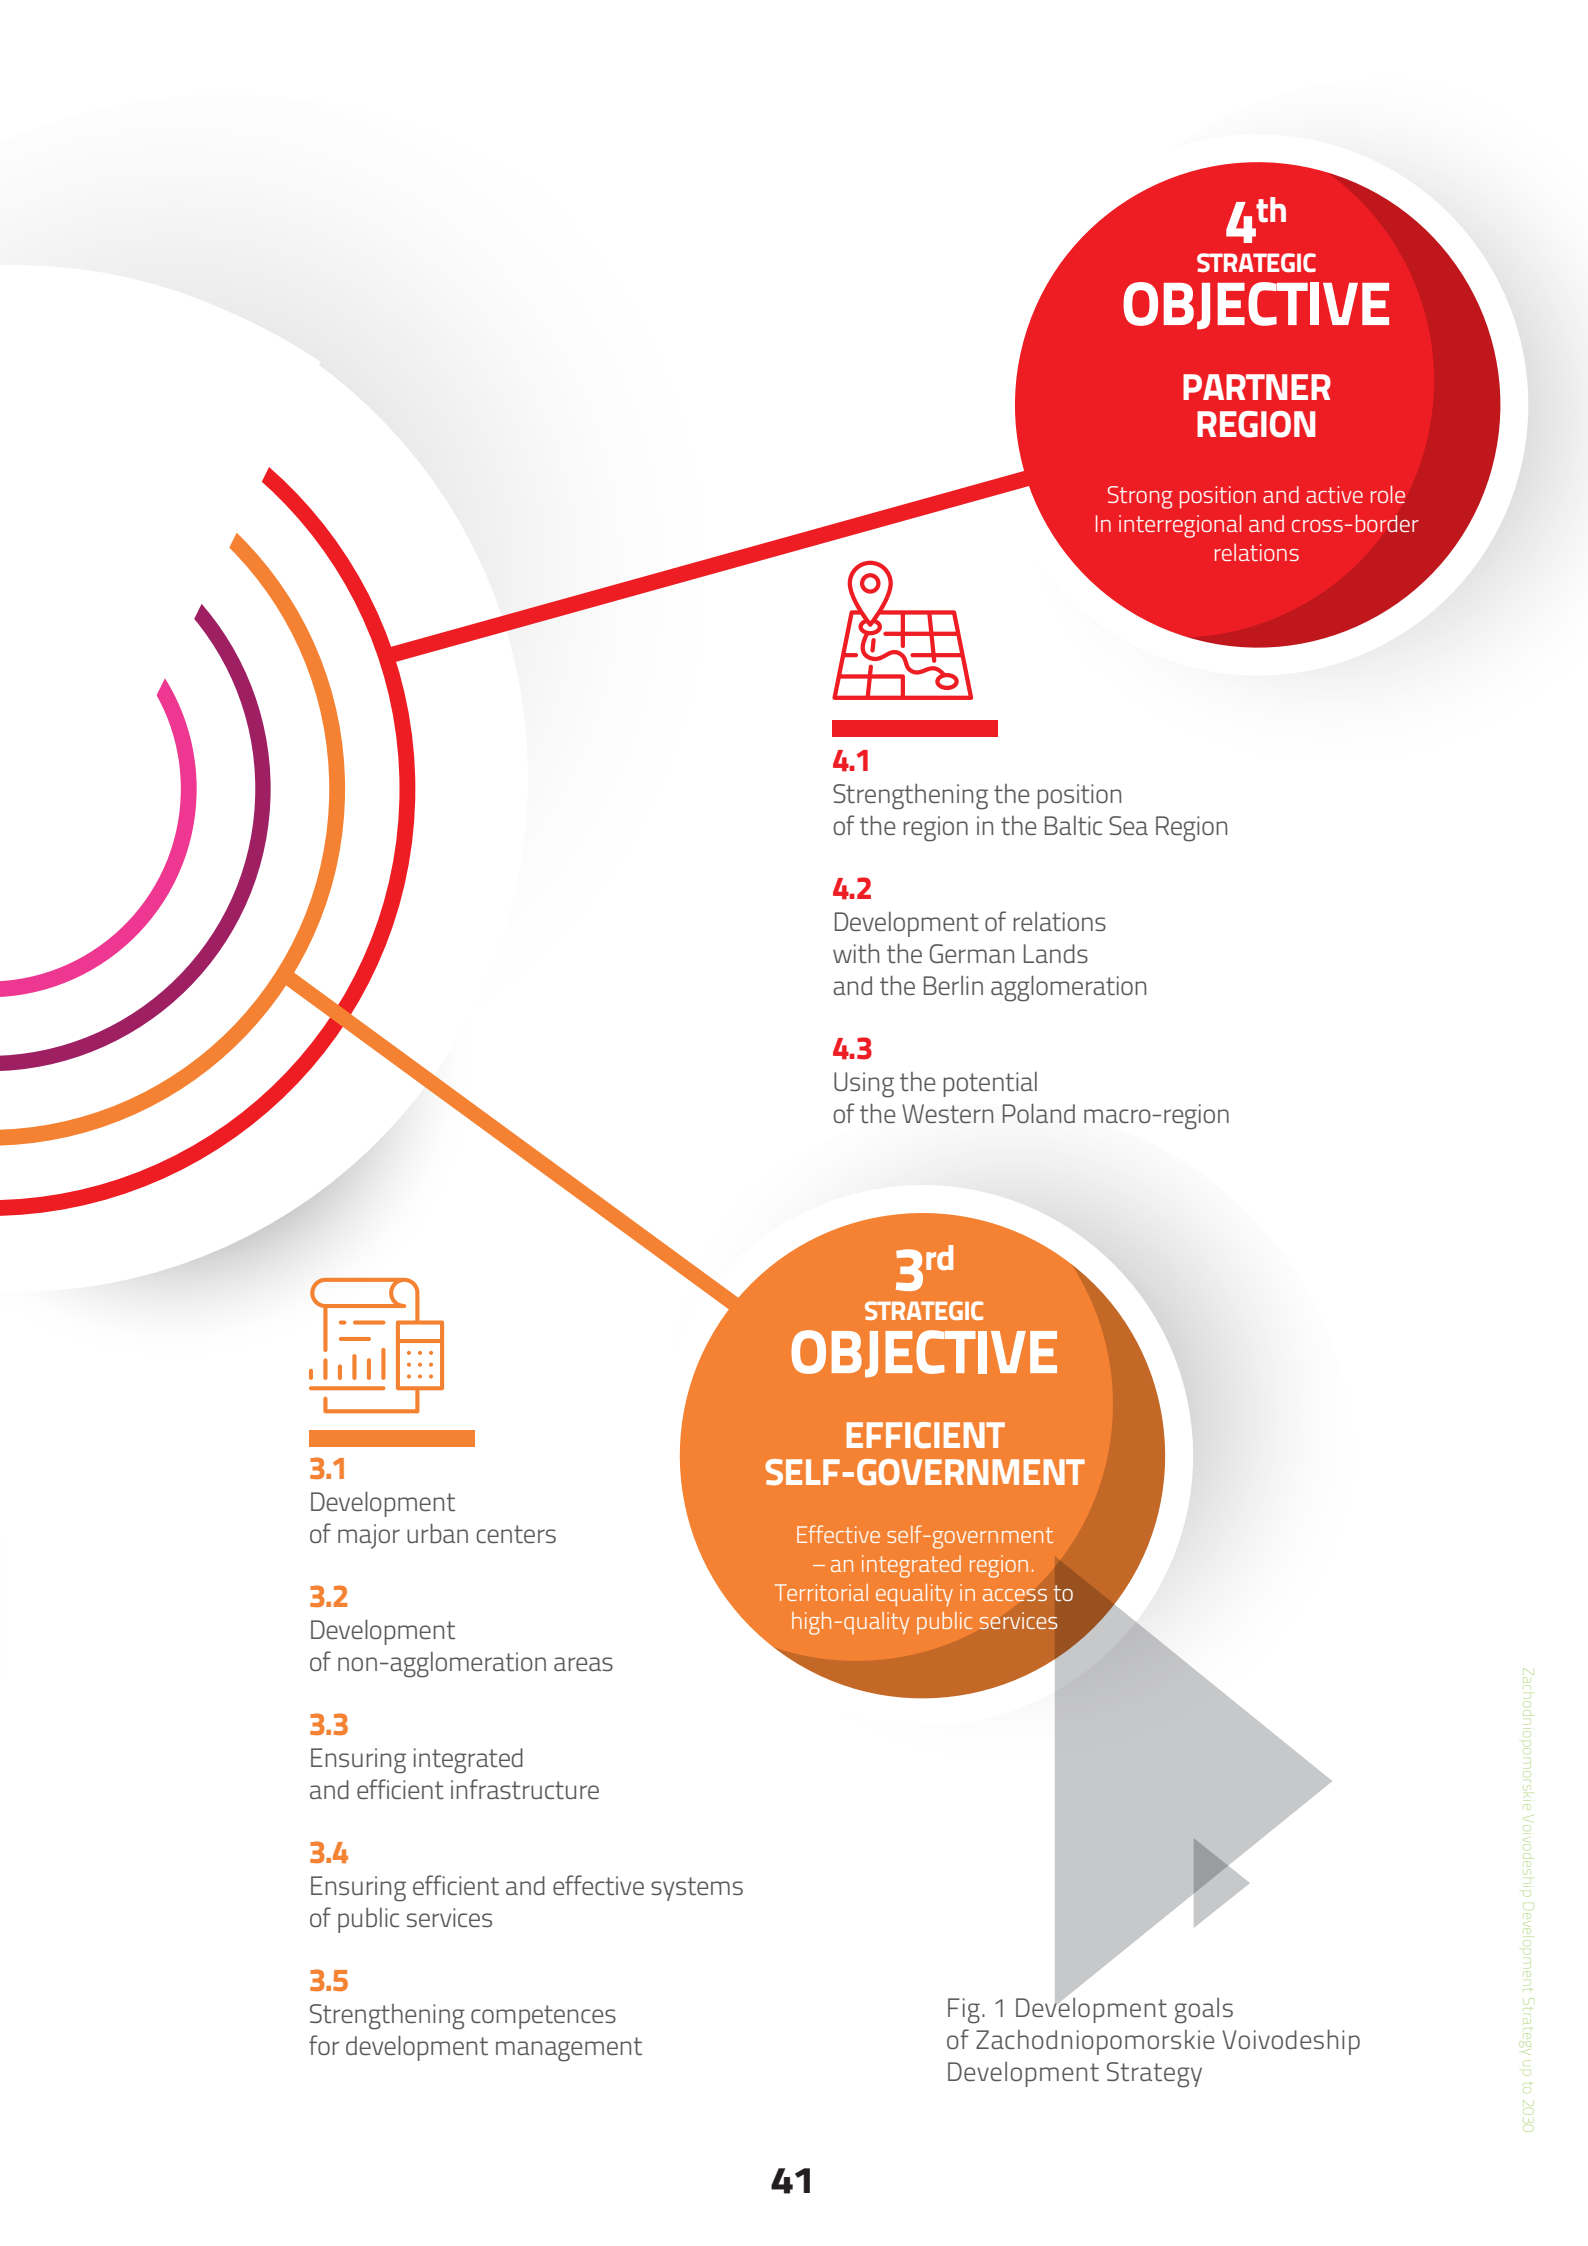 4th
STRATEGIC
OBJECTIVE
PARTNER
REGION
Strong position and active role
In interregional and cross-border
relations
4.1
Strengthening the position
of the region in the Baltic Sea Region
4.2
Development of relations
with the German Lands
and the Berlin agglomeration
4.3
Using the potential
of the Western Poland macro-region
3rd
STRATEGIC
OBJECTIVE
EFFICIENT
SELF-GOVERNMENT
Effective self-government
– an integrated region.
Territorial equality in access to
high-quality public services
3.1
Development
of major urban centers
3.2
Development
of non-agglomeration areas
3.3
Ensuring integrated
and efficient infrastructure
3.4
Ensuring efficient and effective systems
of public services
3.5
Strengthening competences
for development management
Fig. 1 Development goals
of Zachodniopomorskie Voivodeship
Development Strategy
Zachodniopomorskie Voivodeship Development Strategy up to 2030
41